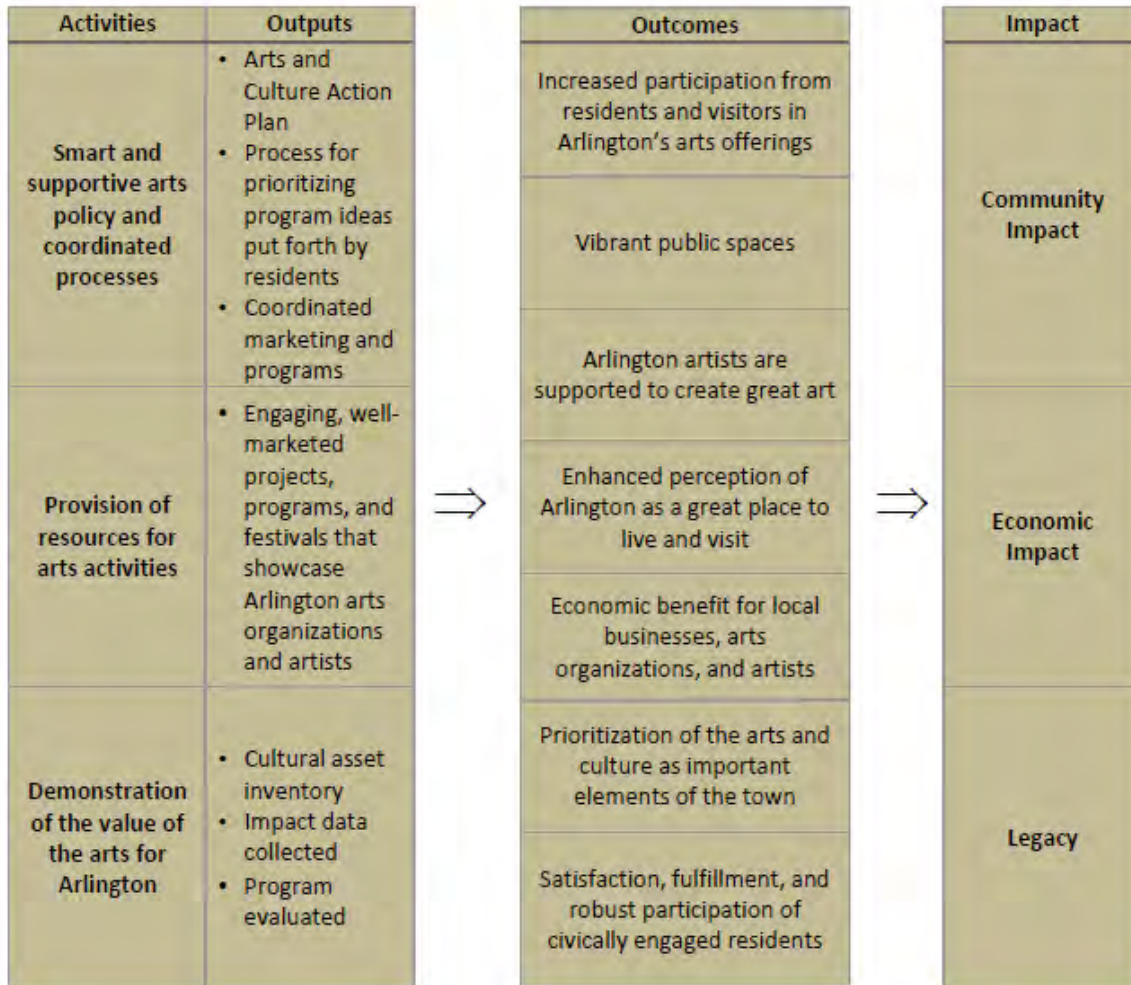 Activities
Outputs
Smart and
supportive arts
policy and
coordinated
processes
• Arts and
Culture Action
Plan
• Process for
prioritizing
program ideas
put forth by
residents
• Coordinated
marketing and
programs
Provision of
resources for
arts activities
• Engaging, well-
marketed
projects,
programs, and
festivals that
showcase
Arlington arts
organizations
and artists
Demonstration
of the value of
the arts for
Arlington
• Cultural asset
inventory
• Impact data
collected
• Program
evaluated
⇒
Outcomes
Increased participation from
residents and visitors in
Arlington’s arts offerings
Vibrant public spaces
Arlington artists are
supported to create great art
Enhanced perception of
Arlington as a great place to
live and visit
Economic benefit for local
businesses, arts
organizations, and artists
Prioritization of the arts and
culture as important
elements of the town
Satisfaction, fulfillment, and
robust participation of
civically engaged residents
⇒
Impact
Community
Impact
Economic
Impact
Legacy